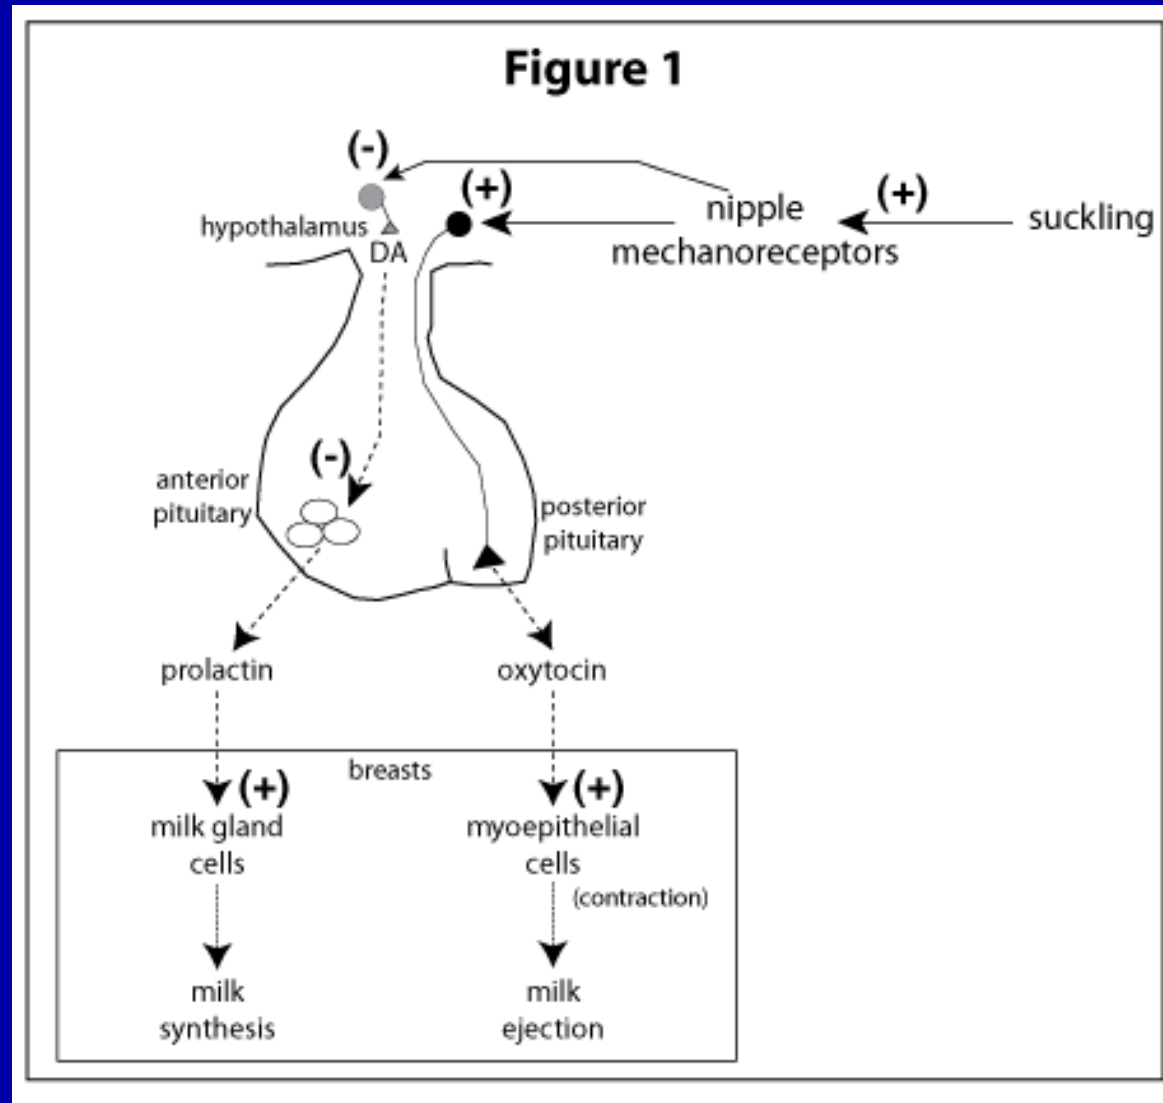 Figure 1
(-)
(+)
(+)
nipple
mechanoreceptors
suckling
hypothalamus
DA
(-)
anterior
pituitary
posterior
pituitary
prolactin
oxytocin
breasts
(+)
milk gland
cells
(+)
myoepithelial
cells
(contraction)
milk
synthesis
milk
ejection